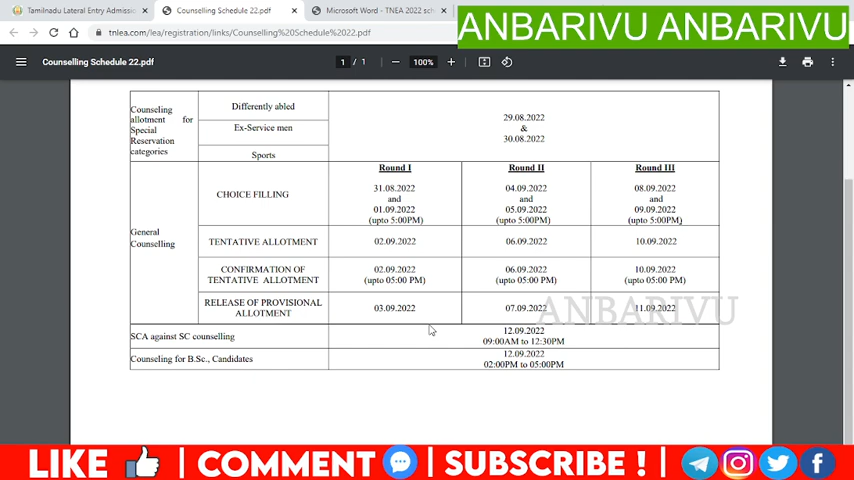 Tamilnadu Lateral Entry Admissio
Counselling Schedule 22.pdf
Microsoft Word - TNEA 2022 sch
ANBARIVU ANBARIVU
tnlea.com/lea/registration/links/Counselling%20Schedule%2022.pdf
Counselling Schedule 22.pdf
1 / 1
100%
Counseling allotment for Special Reservation categories
Differently abled
Ex-Service men
Sports
29.08.2022
&
30.08.2022
General Counselling
Round I
Round II
Round III
CHOICE FILLING
31.08.2022 and 01.09.2022 (upto 5:00PM)
04.09.2022 and 05.09.2022 (upto 5:00PM)
08.09.2022 and 09.09.2022 (upto 5:00PM)
TENTATIVE ALLOTMENT
02.09.2022
06.09.2022
10.09.2022
CONFIRMATION OF TENTATIVE ALLOTMENT
02.09.2022 (upto 05:00 PM)
06.09.2022 (upto 05:00 PM)
10.09.2022 (upto 05:00 PM)
RELEASE OF PROVISIONAL ALLOTMENT
03.09.2022
07.09.2022
11.09.2022
ANBARIVU
SCA against SC counselling
12.09.2022
09:00AM to 12:30PM
Counseling for B.Sc., Candidates
12.09.2022
02:00PM to 05:00PM
LIKE | COMMENT | SUBSCRIBE ! |